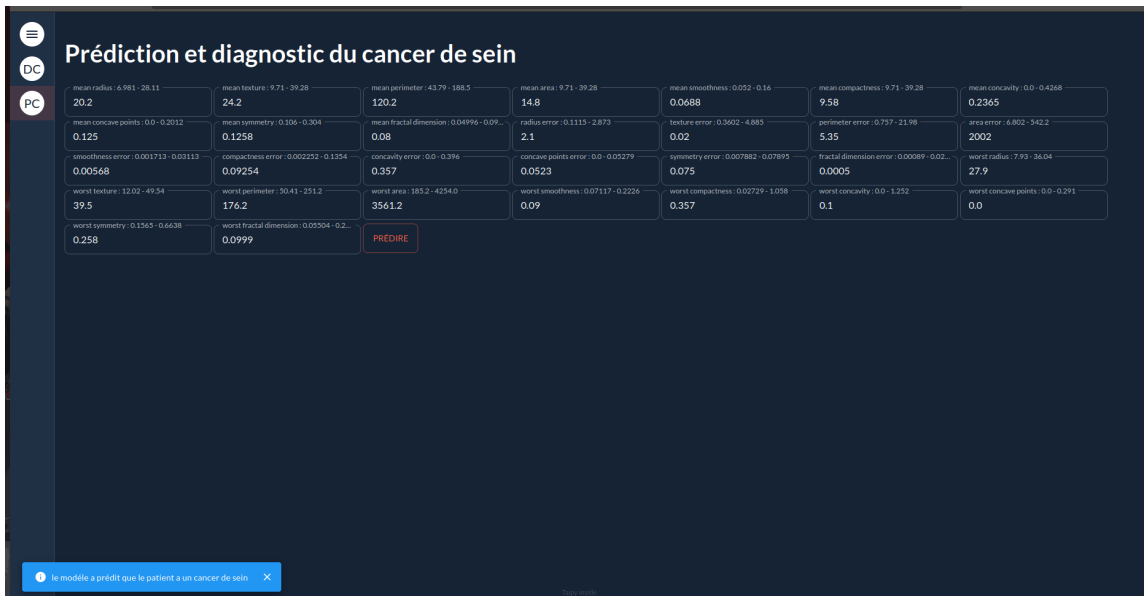 Prédiction et diagnostic du cancer de sein
DC
PC
mean radius : 6.981 - 28.11 mean texture : 9.71 - 39.28 mean perimeter : 43.79 - 188.5 mean area : 9.71 - 39.28 mean smoothness : 0.052 - 0.16 mean compactness : 9.71 - 39.28 mean concavity : 0.0 - 0.4268
20.2 24.2 120.2 14.8 0.0688 9.58 0.2365
mean concave points : 0.0 - 0.2012 mean symmetry : 0.106 - 0.304 mean fractal dimension : 0.04996 - 0.09... radius error : 0.1115 - 2.873 texture error : 0.3602 - 4.885 perimeter error : 0.757 - 21.98 area error : 6.802 - 542.2
0.125 0.1258 0.08 2.1 0.02 5.35 2002
smoothness error : 0.001713 - 0.03113 compactness error : 0.002252 - 0.1354 concavity error : 0.0 - 0.396 concave points error : 0.0 - 0.05279 symmetry error : 0.007882 - 0.07895 fractal dimension error : 0.00089 - 0.02... worst radius : 7.93 - 36.04
0.00568 0.09254 0.357 0.0523 0.075 0.0005 27.9
worst texture : 12.02 - 49.54 worst perimeter : 50.41 - 251.2 worst area : 185.2 - 4254.0 worst smoothness : 0.07117 - 0.2226 worst compactness : 0.02729 - 1.058 worst concavity : 0.0 - 1.252 worst concave points : 0.0 - 0.291
39.5 176.2 3561.2 0.09 0.357 0.1 0.0
worst symmetry : 0.1565 - 0.6638 worst fractal dimension : 0.05504 - 0.2...
0.258 0.0999 PRÉDIRE
le modéle a prédit que le patient a un cancer de sein